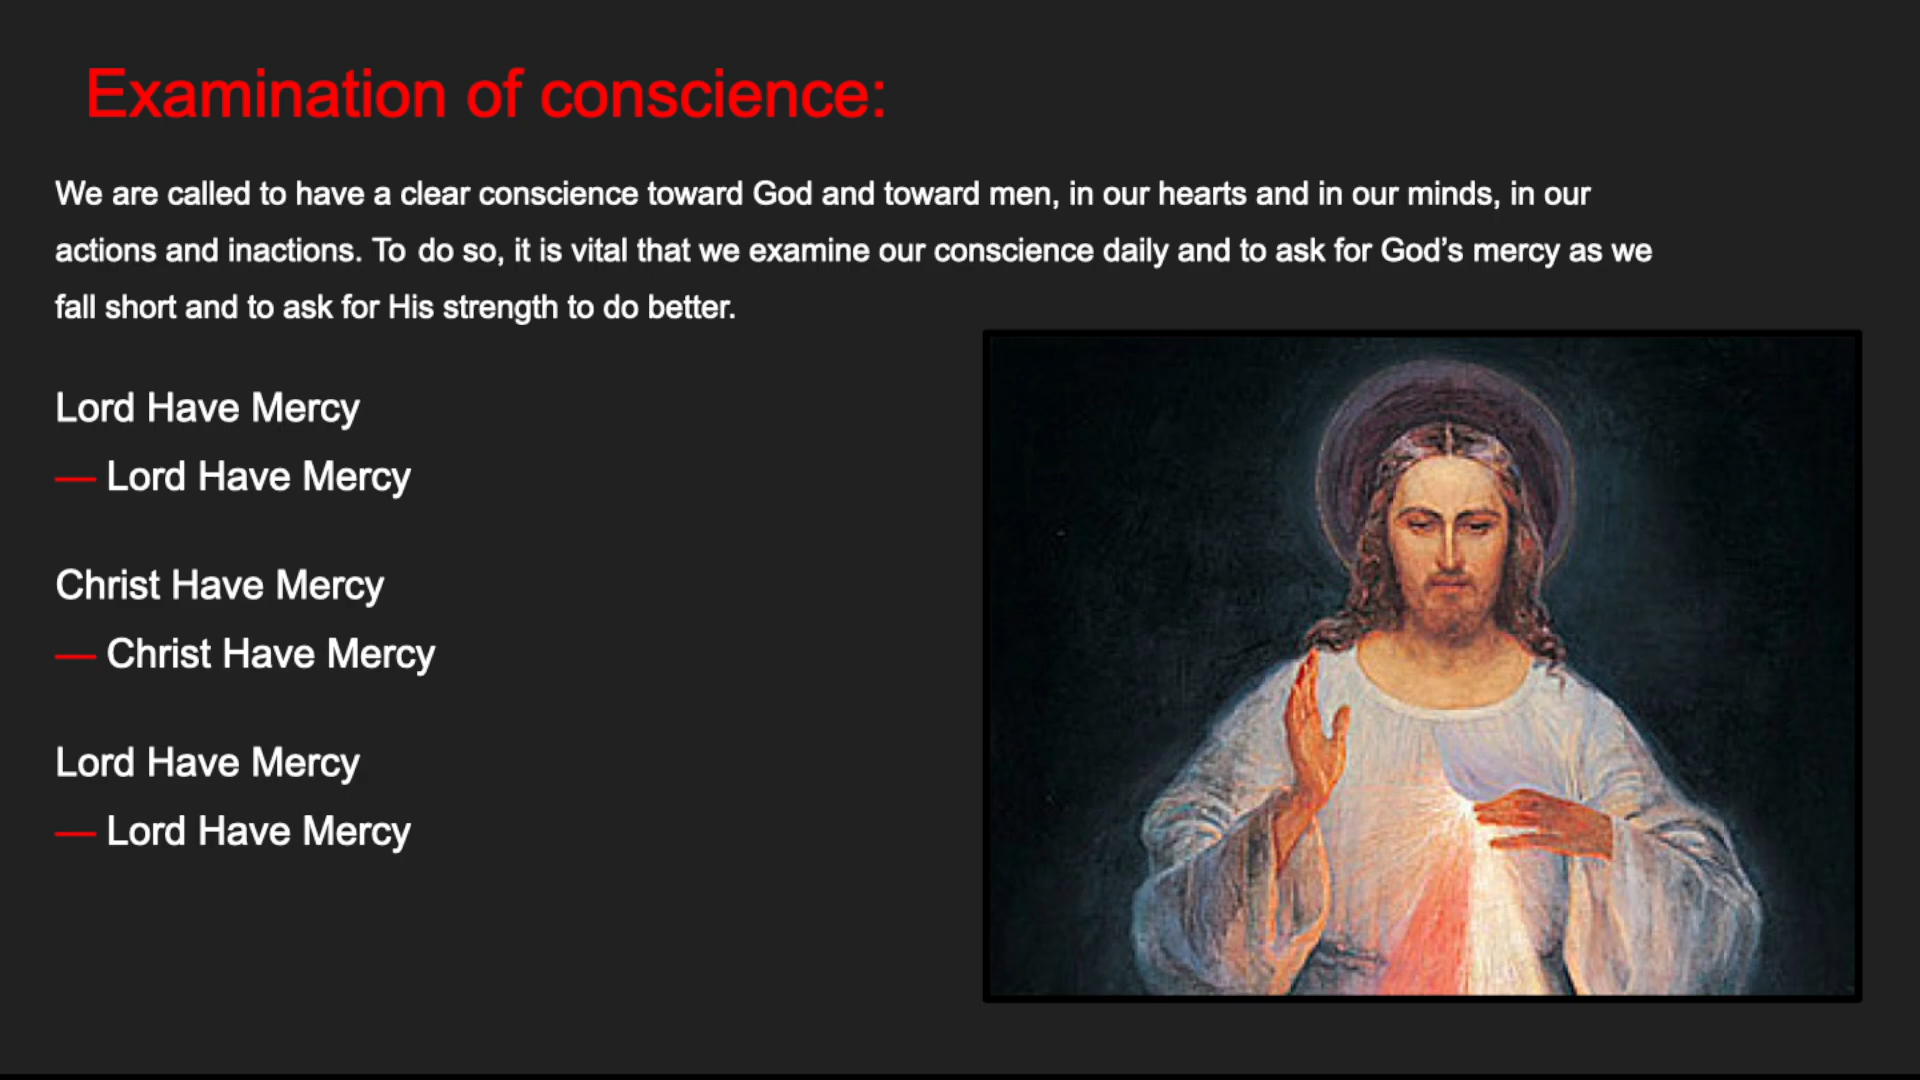 Examination of conscience:
We are called to have a clear conscience toward God and toward men, in our hearts and in our minds, in our
actions and inactions. To do so, it is vital that we examine our conscience daily and to ask for God’s mercy as we
fall short and to ask for His strength to do better.
Lord Have Mercy
— Lord Have Mercy
Christ Have Mercy
— Christ Have Mercy
Lord Have Mercy
— Lord Have Mercy